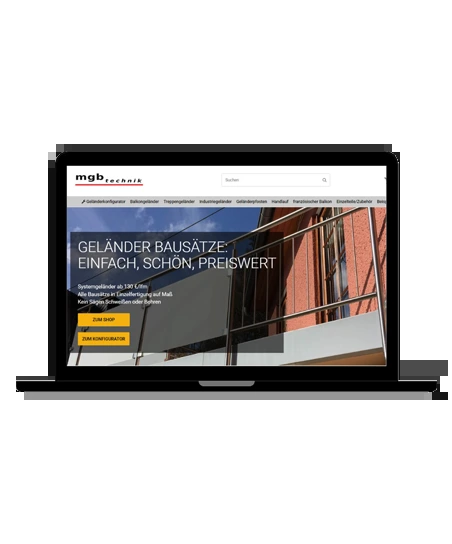 mgb technik
Suchen
Geländerkonfigurator Balkongeländer Treppengeländer Industriegeländer Geländerpfosten Handlauf französischer Balkon Einzelteile/Zubehör
GELÄNDER BAUSÄTZE:
EINFACH, SCHÖN, PREISWERT
Systemgeländer ab 130 €/lfm
Alle Bausätze in Einzelfertigung auf Maß
Kein Sägen Schweißen oder Bohren
ZUM SHOP
ZUM KONFIGURATOR